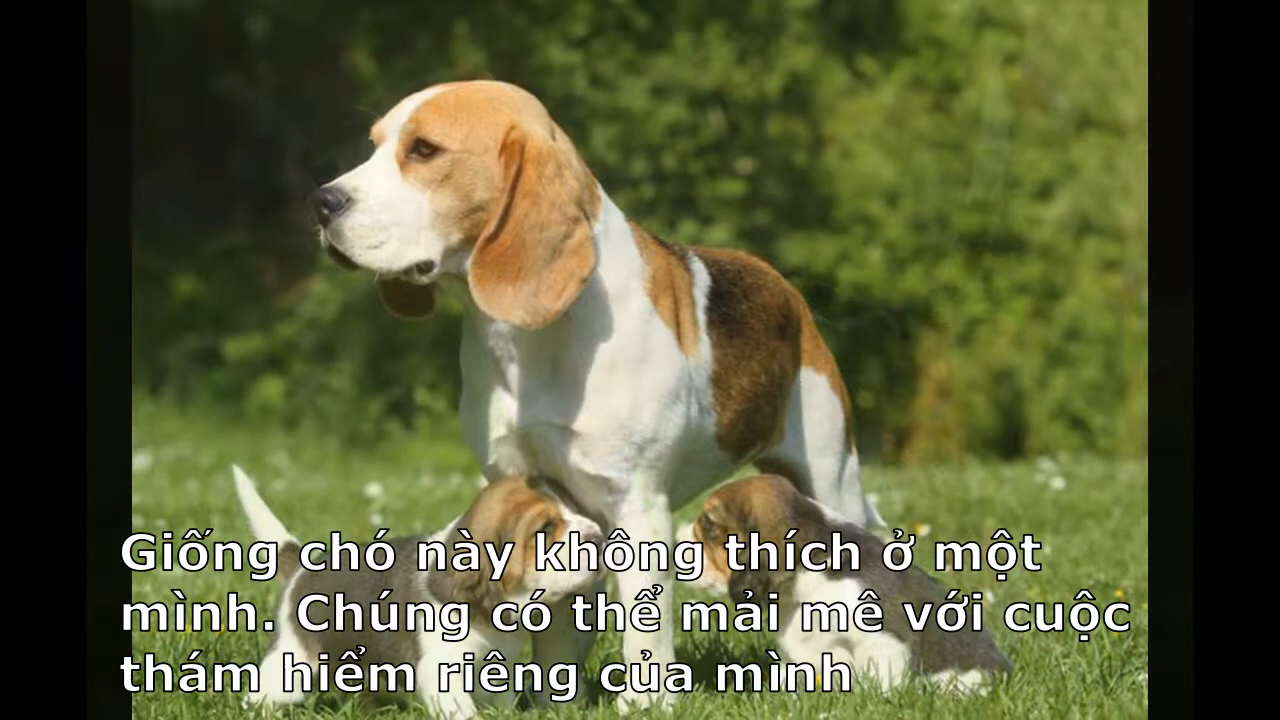 Giống chó này không thích ở một
mình. Chúng có thể mải mê với cuộc
thám hiểm riêng của mình